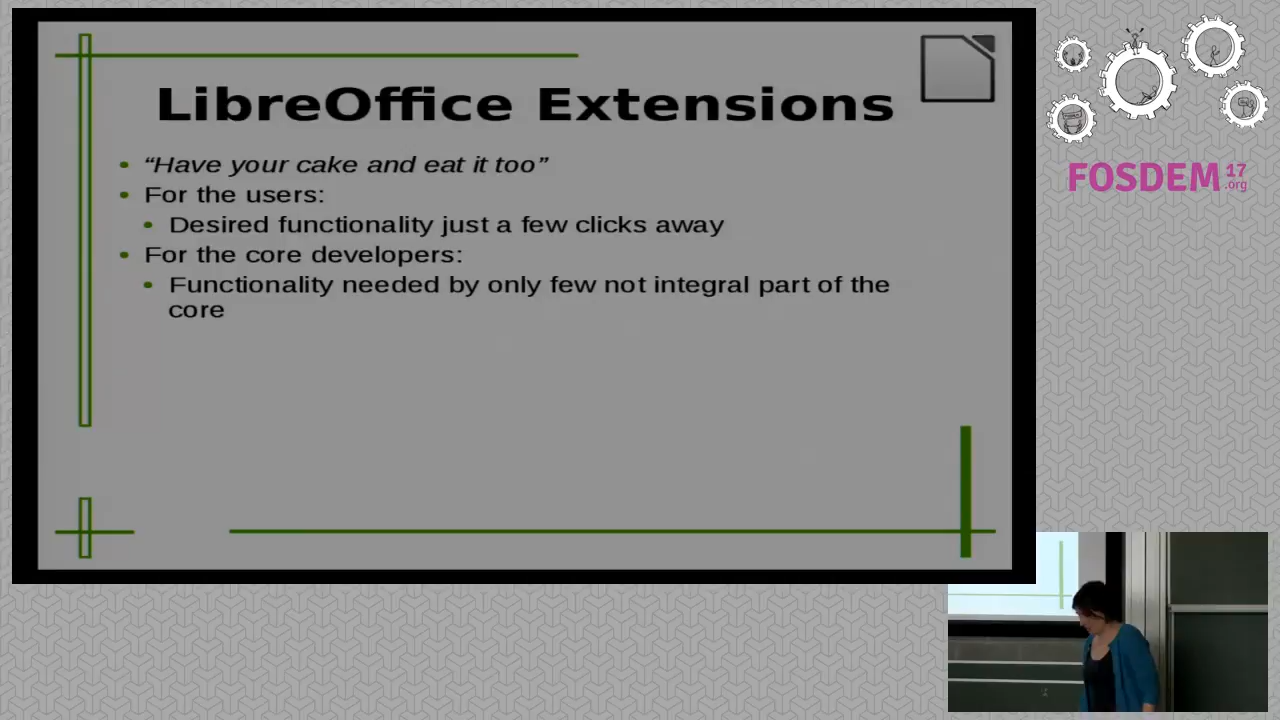 LibreOffice Extensions
“Have your cake and eat it too”
For the users:
Desired functionality just a few clicks away
For the core developers:
Functionality needed by only few not integral part of the
core
FOSDEM 17
.org